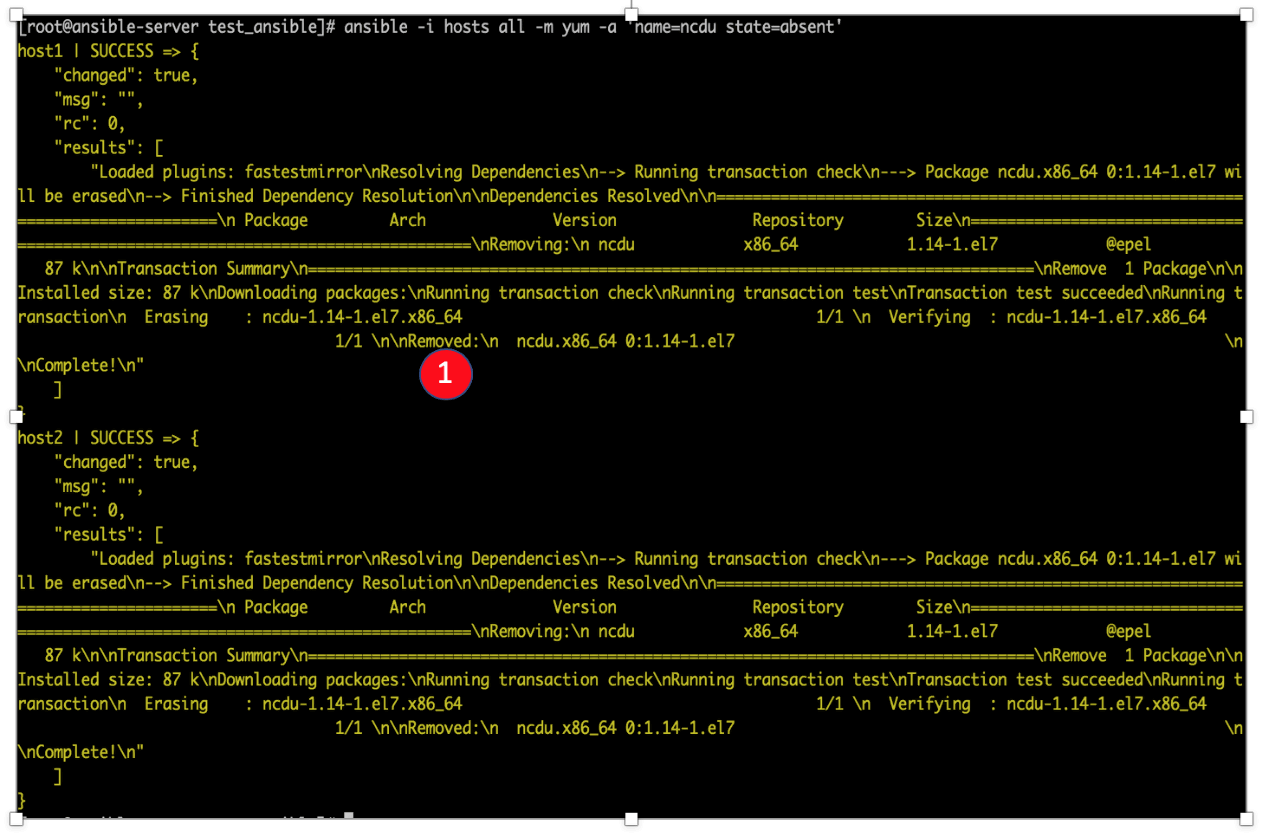 [root@ansible-server test_ansible]# ansible -i hosts all -m yum -a 'name=ncdu state=absent'
host1 | SUCCESS => {
    "changed": true,
    "msg": "",
    "rc": 0,
    "results": [
        "Loaded plugins: fastestmirror\nResolving Dependencies\n--> Running transaction check\n---> Package ncdu.x86_64 0:1.14-1.el7 wi
ll be erased\n--> Finished Dependency Resolution\n\nDependencies Resolved\n\n==========================================================
======================\n Package         Arch              Version               Repository        Size\n==============================
==================================================\nRemoving:\n ncdu            x86_64            1.14-1.el7            @epel
   87 k\n\nTransaction Summary\n================================================================================\nRemove  1 Package\n\n
Installed size: 87 k\nDownloading packages:\nRunning transaction check\nRunning transaction test\nTransaction test succeeded\nRunning t
ransaction\n  Erasing    : ncdu-1.14-1.el7.x86_64                                       1/1 \n  Verifying  : ncdu-1.14-1.el7.x86_64
                                   1/1 \n\nRemoved:\n  ncdu.x86_64 0:1.14-1.el7                                                      \n
\nComplete!\n"
1
    ]
}
host2 | SUCCESS => {
    "changed": true,
    "msg": "",
    "rc": 0,
    "results": [
        "Loaded plugins: fastestmirror\nResolving Dependencies\n--> Running transaction check\n---> Package ncdu.x86_64 0:1.14-1.el7 wi
ll be erased\n--> Finished Dependency Resolution\n\nDependencies Resolved\n\n==========================================================
======================\n Package         Arch              Version               Repository        Size\n==============================
==================================================\nRemoving:\n ncdu            x86_64            1.14-1.el7            @epel
   87 k\n\nTransaction Summary\n================================================================================\nRemove  1 Package\n\n
Installed size: 87 k\nDownloading packages:\nRunning transaction check\nRunning transaction test\nTransaction test succeeded\nRunning t
ransaction\n  Erasing    : ncdu-1.14-1.el7.x86_64                                       1/1 \n  Verifying  : ncdu-1.14-1.el7.x86_64
                                   1/1 \n\nRemoved:\n  ncdu.x86_64 0:1.14-1.el7                                                      \n
\nComplete!\n"
    ]
}